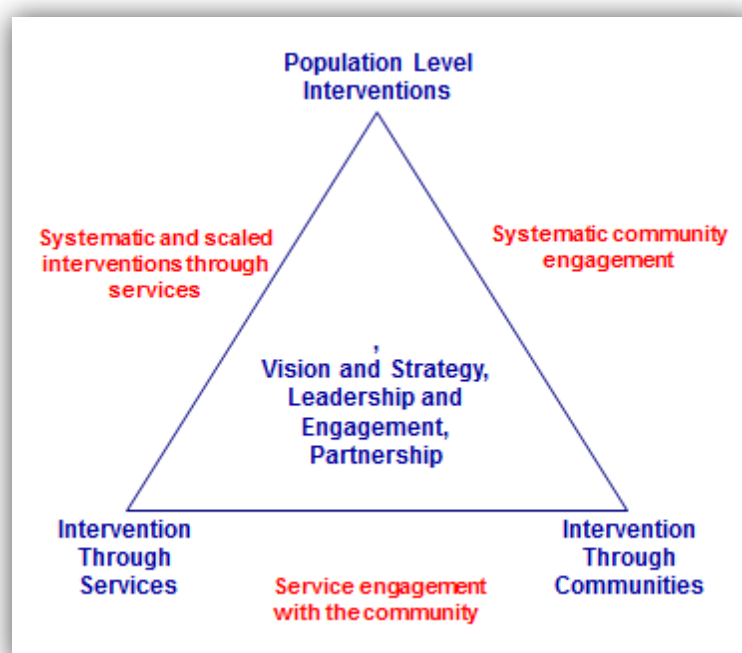 Population Level
Interventions
Systematic and scaled
interventions through
services
Systematic community
engagement
,
Vision and Strategy,
Leadership and
Engagement,
Partnership
Intervention
Through
Services
Intervention
Through
Communities
Service engagement
with the community